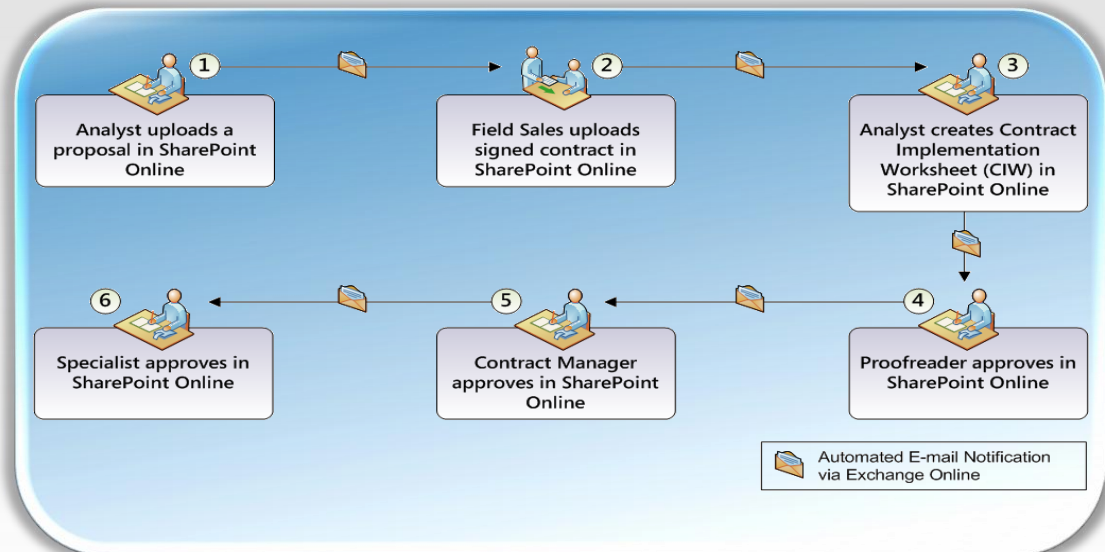 1
Analyst uploads a
proposal in SharePoint
Online
2
Field Sales uploads
signed contract in
SharePoint Online
3
Analyst creates Contract
Implementation
Worksheet (CIW) in
SharePoint Online
4
Proofreader approves in
SharePoint Online
5
Contract Manager
approves in SharePoint
Online
6
Specialist approves in
SharePoint Online
Automated E-mail Notification
via Exchange Online